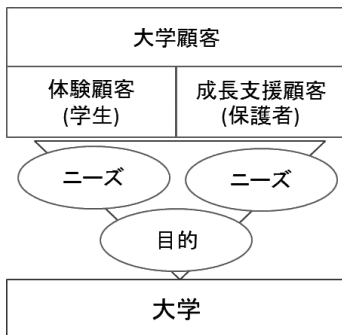 大学顧客
体験顧客
(学生)
成長支援顧客
(保護者)
ニーズ
ニーズ
目的
大学